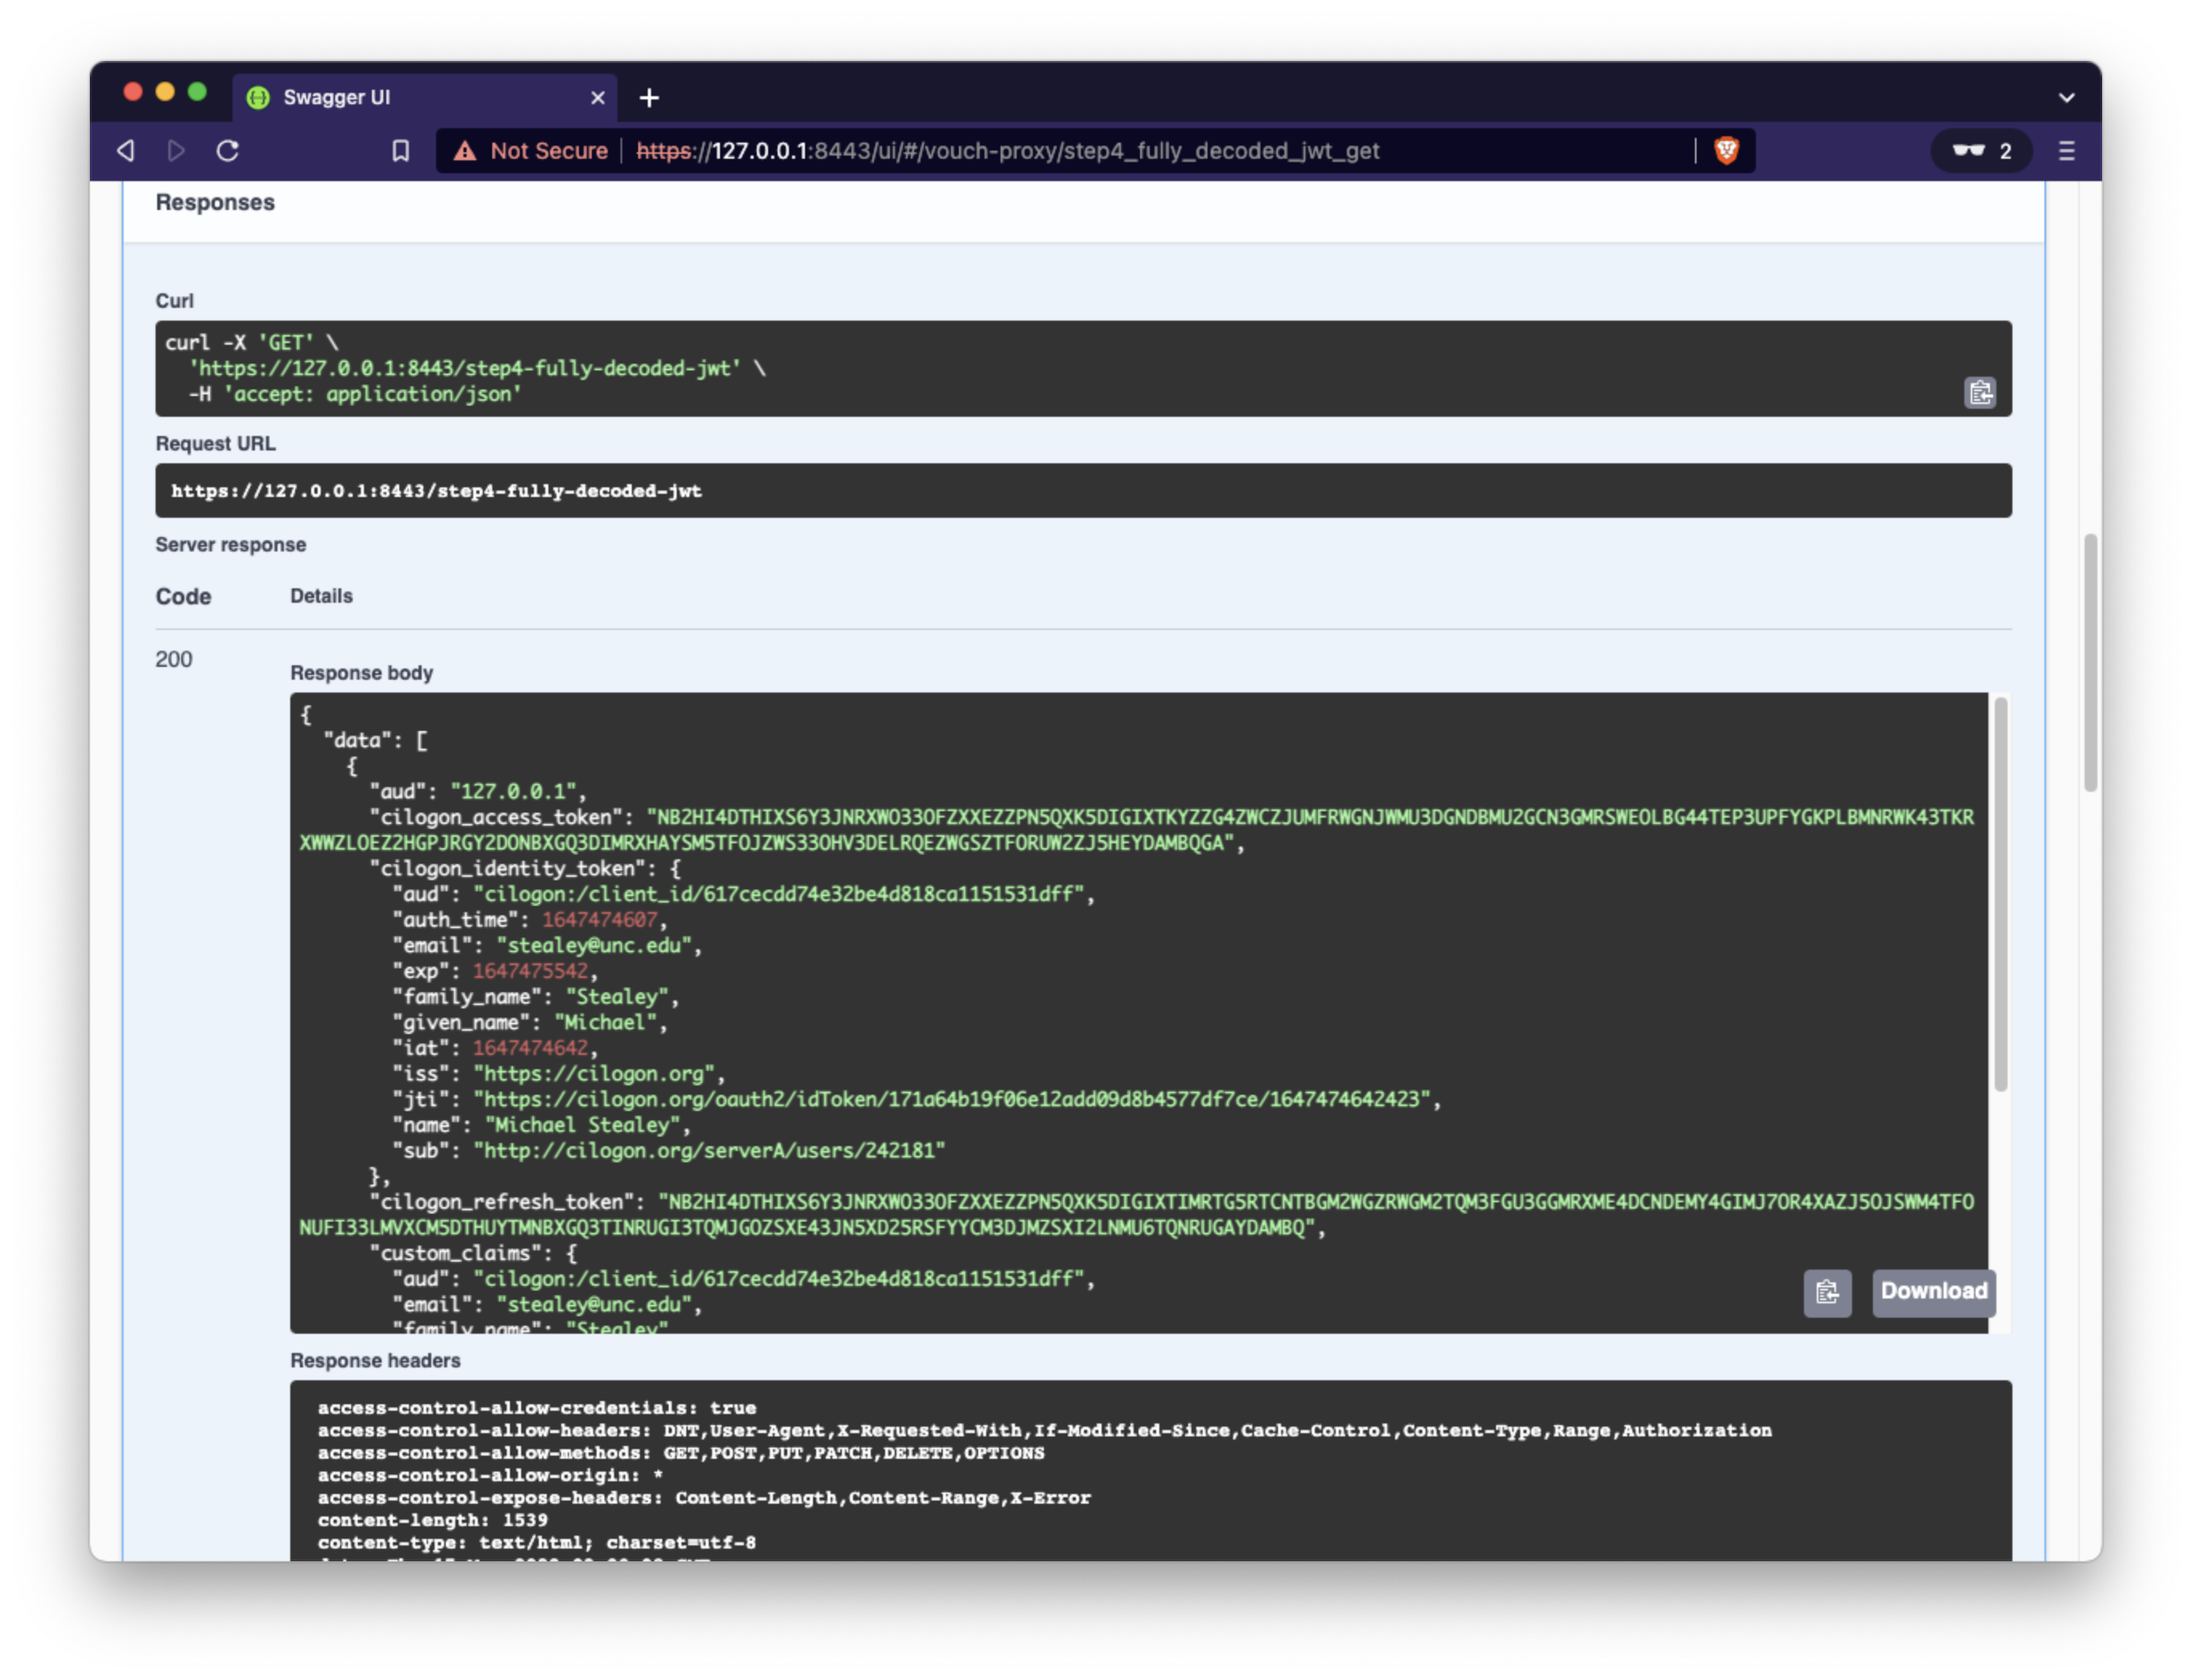 Swagger UI
2
Not Secure
https://127.0.0.1:8443/ui/#/vouch-proxy/step4_fully_decoded_jwt_get
Responses
Curl
curl -X 'GET' \
'https://127.0.0.1:8443/step4-fully-decoded-jwt' \
-H 'accept: application/json'
Request URL
https://127.0.0.1:8443/step4-fully-decoded-jwt
Server response
Code Details
200
Response body
{
"data": [
{
"aud": "127.0.0.1",
"cilogon_access_token": "NB2HI4DTHIXS6Y3JNRXWO33OFZXXEZZPN5QXK5DIGIXTKYZZG4ZWCZJUMFRWGNJWMU3DGNDBMU2GCN3GMRSWEOLBG44TEP3UPFYGKPLBMNRWK43TKR
XWWZLOEZ2HGPJRGY2DONBXGQ3DIMRXHAYSM5TFOJZWS33OHV3DELRQEZWGSZTFORUW2ZJ5HEYDAMBQGA",
"cilogon_identity_token": {
"aud": "cilogon:/client_id/617cecdd74e32be4d818ca1151531dff",
"auth_time": 1647474607,
"email": "stealey@unc.edu",
"exp": 1647475542,
"family_name": "Stealey",
"given_name": "Michael",
"iat": 1647474642,
"iss": "https://cilogon.org",
"jti": "https://cilogon.org/oauth2/idToken/171a64b19f06e12add09d8b4577df7ce/1647474642423",
"name": "Michael Stealey",
"sub": "http://cilogon.org/serverA/users/242181"
},
"cilogon_refresh_token": "NB2HI4DTHIXS6Y3JNRXWO33OFZXXEZZPN5QXK5DIGIXTIMRTG5RTCNTBGM2WGZRWGM2TQM3FGU3GGMRXME4DCNDEMY4GIMJ7OR4XAZJ5OJSWM4TFO
NUFI33LMVXCM5DTHUYTMNBXGQ3TINRUGI3TQMJGOZSXE43JN5XD25RSFYYCM3DJMZSXI2LNMU6TQNRUGAYDAMBQ",
"custom_claims": {
"aud": "cilogon:/client_id/617cecdd74e32be4d818ca1151531dff",
"email": "stealey@unc.edu",
"family_name": "Stealey"
Download
Response headers
access-control-allow-credentials: true
access-control-allow-headers: DNT,User-Agent,X-Requested-With,If-Modified-Since,Cache-Control,Content-Type,Range,Authorization
access-control-allow-methods: GET,POST,PUT,PATCH,DELETE,OPTIONS
access-control-allow-origin: *
access-control-expose-headers: Content-Length,Content-Range,X-Error
content-length: 1539
content-type: text/html; charset=utf-8